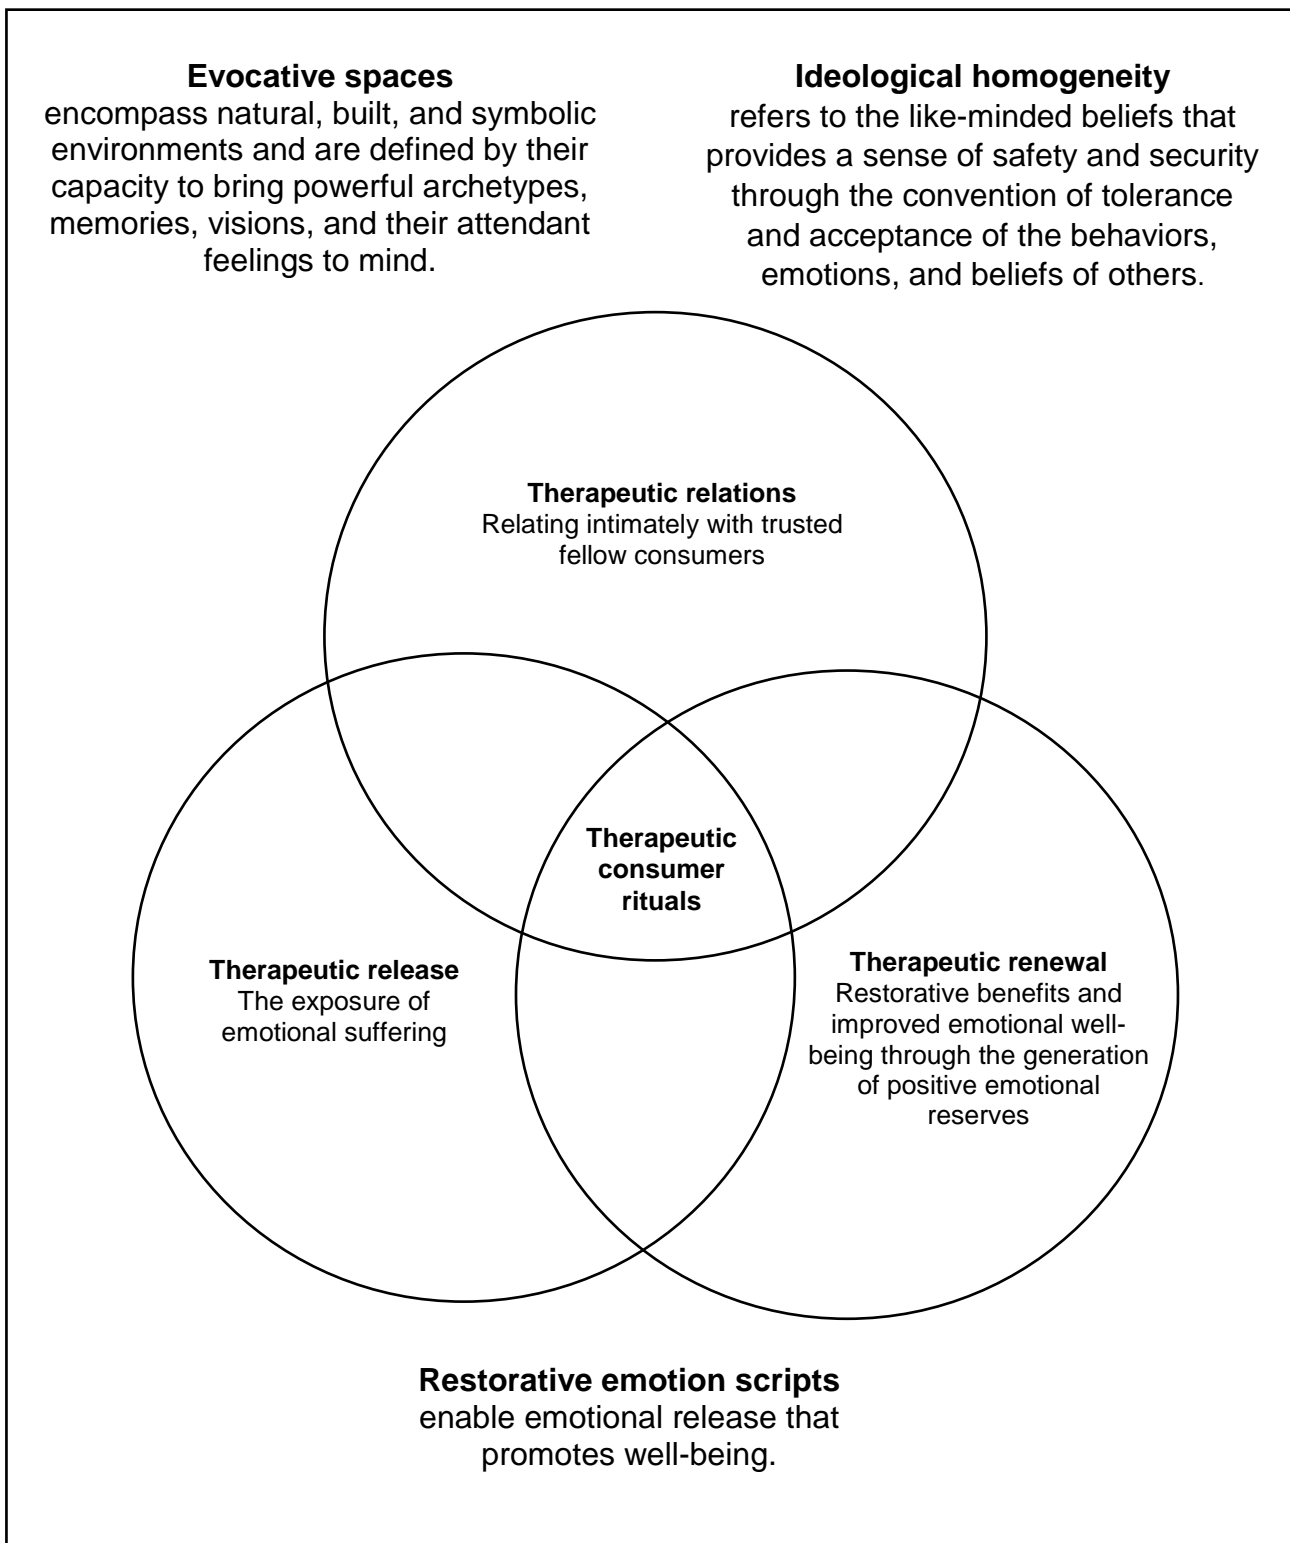 Evocative spaces
encompass natural, built, and symbolic
environments and are defined by their
capacity to bring powerful archetypes,
memories, visions, and their attendant
feelings to mind.
Ideological homogeneity
refers to the like-minded beliefs that
provides a sense of safety and security
through the convention of tolerance
and acceptance of the behaviors,
emotions, and beliefs of others.
Therapeutic relations
Relating intimately with trusted
fellow consumers
Therapeutic
consumer
rituals
Therapeutic release
The exposure of
emotional suffering
Therapeutic renewal
Restorative benefits and
improved emotional well-
being through the generation
of positive emotional
reserves
Restorative emotion scripts
enable emotional release that
promotes well-being.